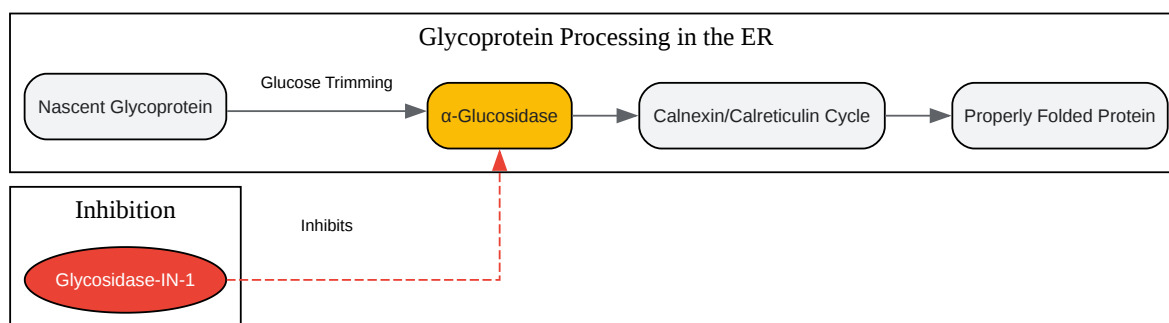 Glycoprotein Processing in the ER
Glucose Trimming
Nascent Glycoprotein
α-Glucosidase
Calnexin/Calreticulin Cycle
Properly Folded Protein
Inhibition
Inhibits
Glycosidase-IN-1